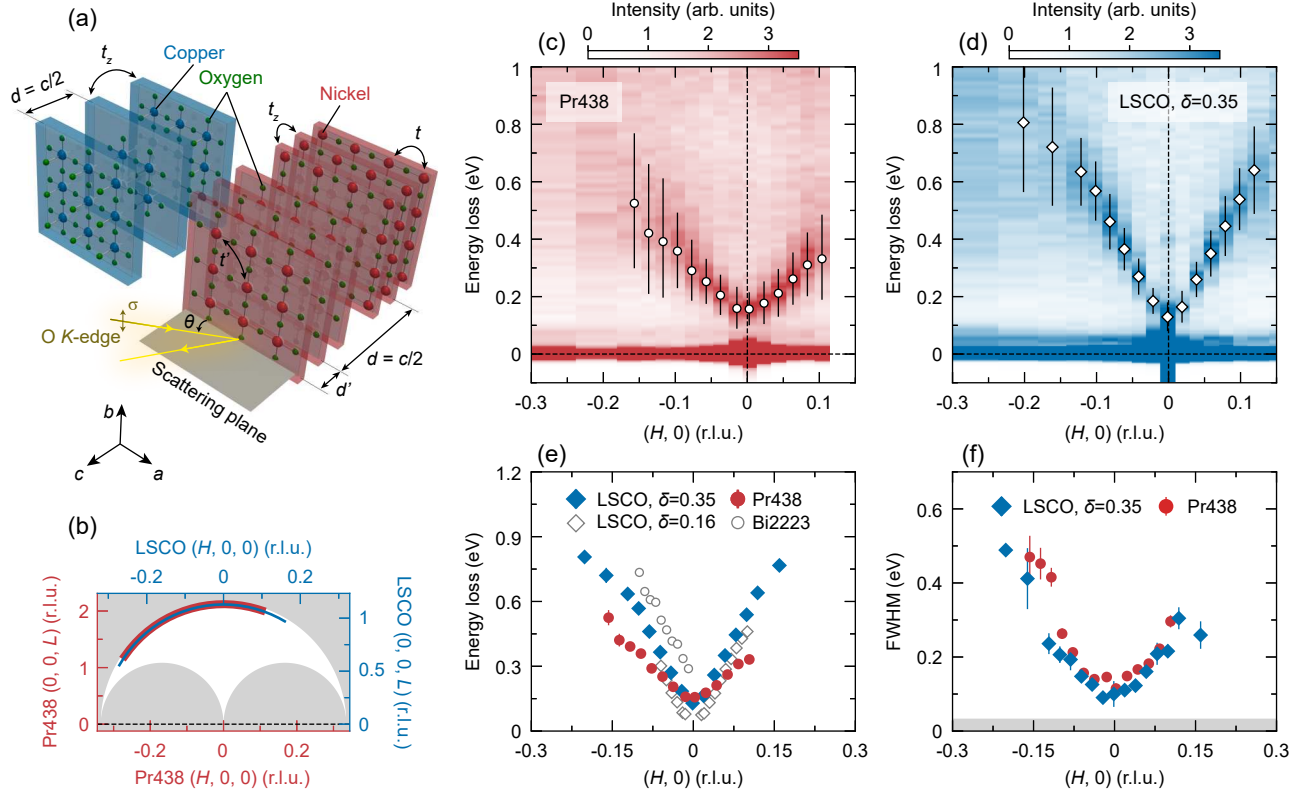 (a)
d = c/2
t_z
Copper
Oxygen
Nickel
t_z
t
t'
σ
θ
O K-edge
Scattering plane
d = c/2
d'
b
c
a
(b)
LSCO (H, 0, 0) (r.l.u.)
-0.2 0 0.2
Pr438 (0, 0, L) (r.l.u.)
2
1
0
LSCO (0, 0, L) (r.l.u.)
1
0.5
0
-0.2 0 0.2
Pr438 (H, 0, 0) (r.l.u.)
Intensity (arb. units)
0 1 2 3
(c)
Pr438
Energy loss (eV)
1
0.8
0.6
0.4
0.2
0
-0.3 -0.2 -0.1 0 0.1
(H, 0) (r.l.u.)
Intensity (arb. units)
0 1 2 3
(d)
LSCO, δ=0.35
Energy loss (eV)
1
0.8
0.6
0.4
0.2
0
-0.3 -0.2 -0.1 0 0.1
(H, 0) (r.l.u.)
(e)
LSCO, δ=0.35 Pr438
LSCO, δ=0.16 Bi2223
Energy loss (eV)
1.2
0.9
0.6
0.3
0
-0.3 -0.15 0 0.15 0.3
(H, 0) (r.l.u.)
(f)
LSCO, δ=0.35 Pr438
FWHM (eV)
0.6
0.4
0.2
0
-0.3 -0.15 0 0.15 0.3
(H, 0) (r.l.u.)